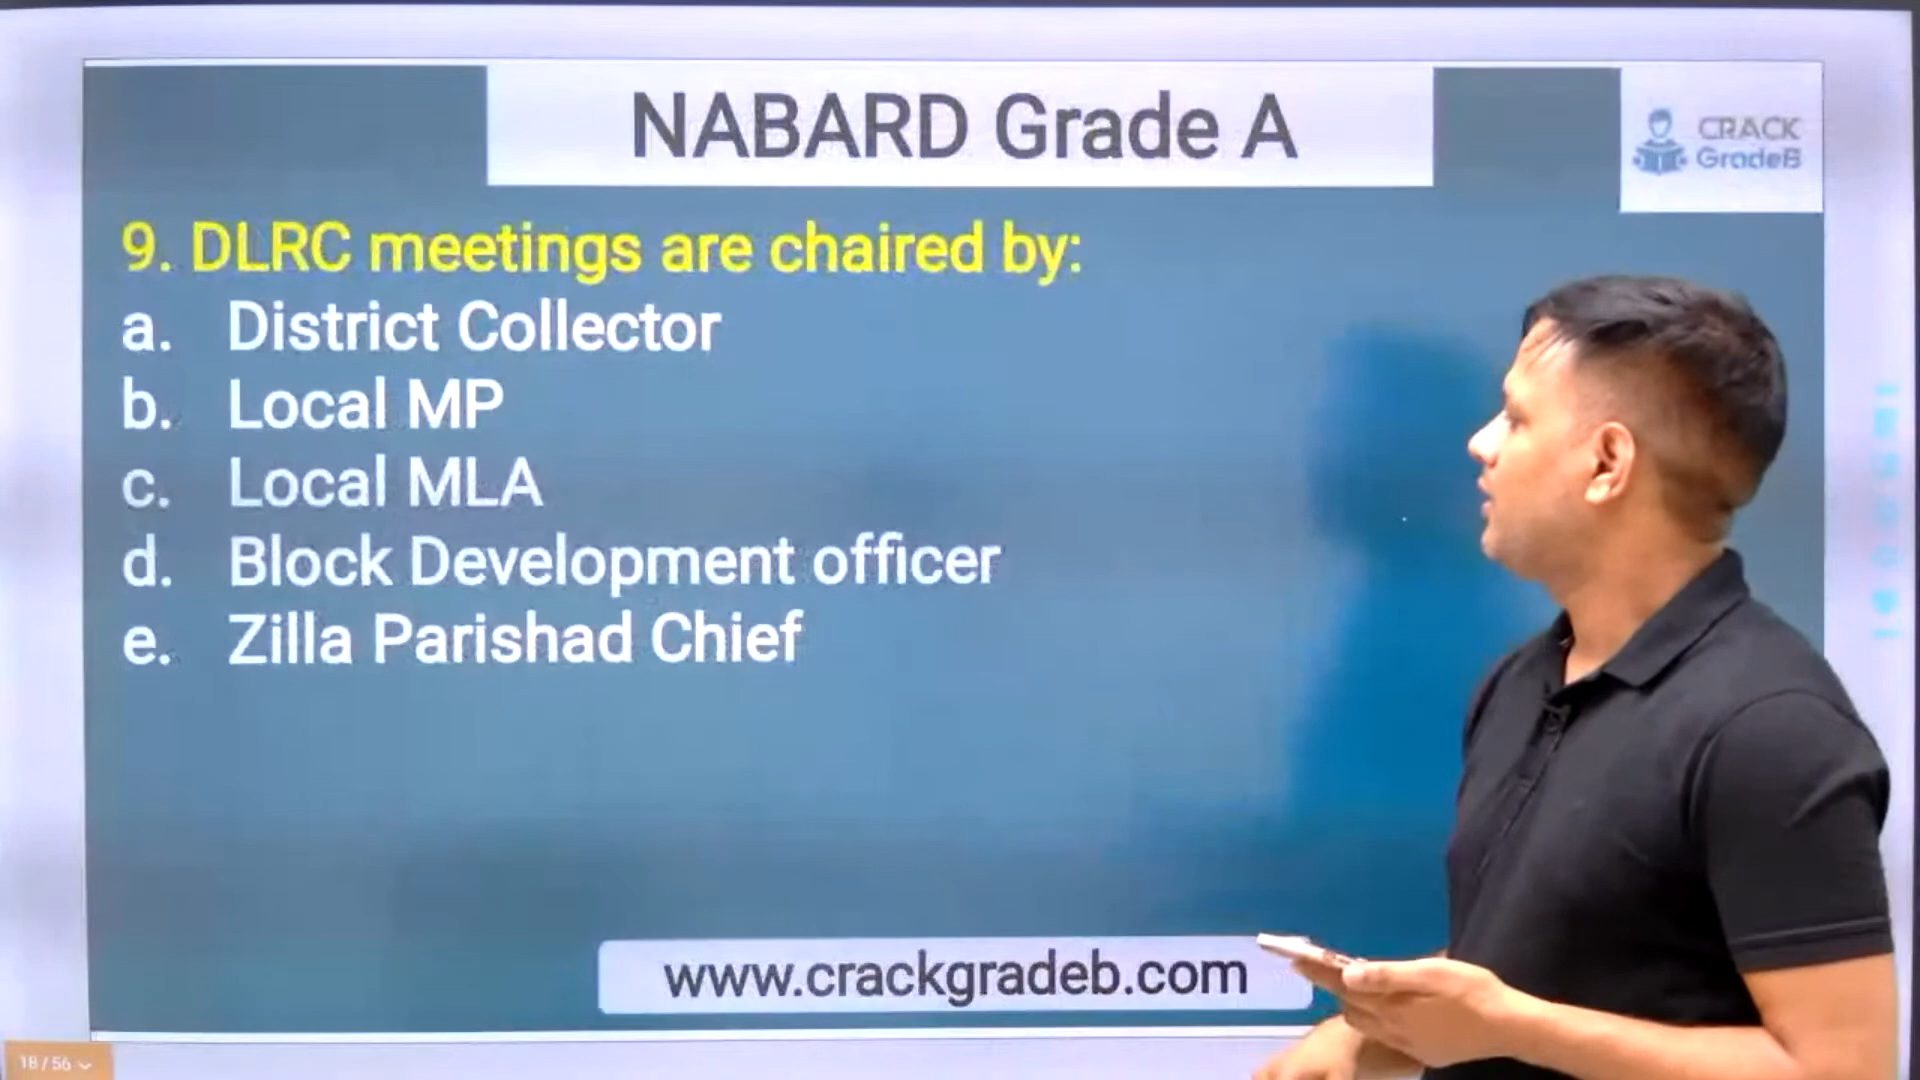 NABARD Grade A
CRACK
GradeB
9. DLRC meetings are chaired by:
a. District Collector
b. Local MP
c. Local MLA
d. Block Development officer
e. Zilla Parishad Chief
www.crackgradeb.com
18 / 56